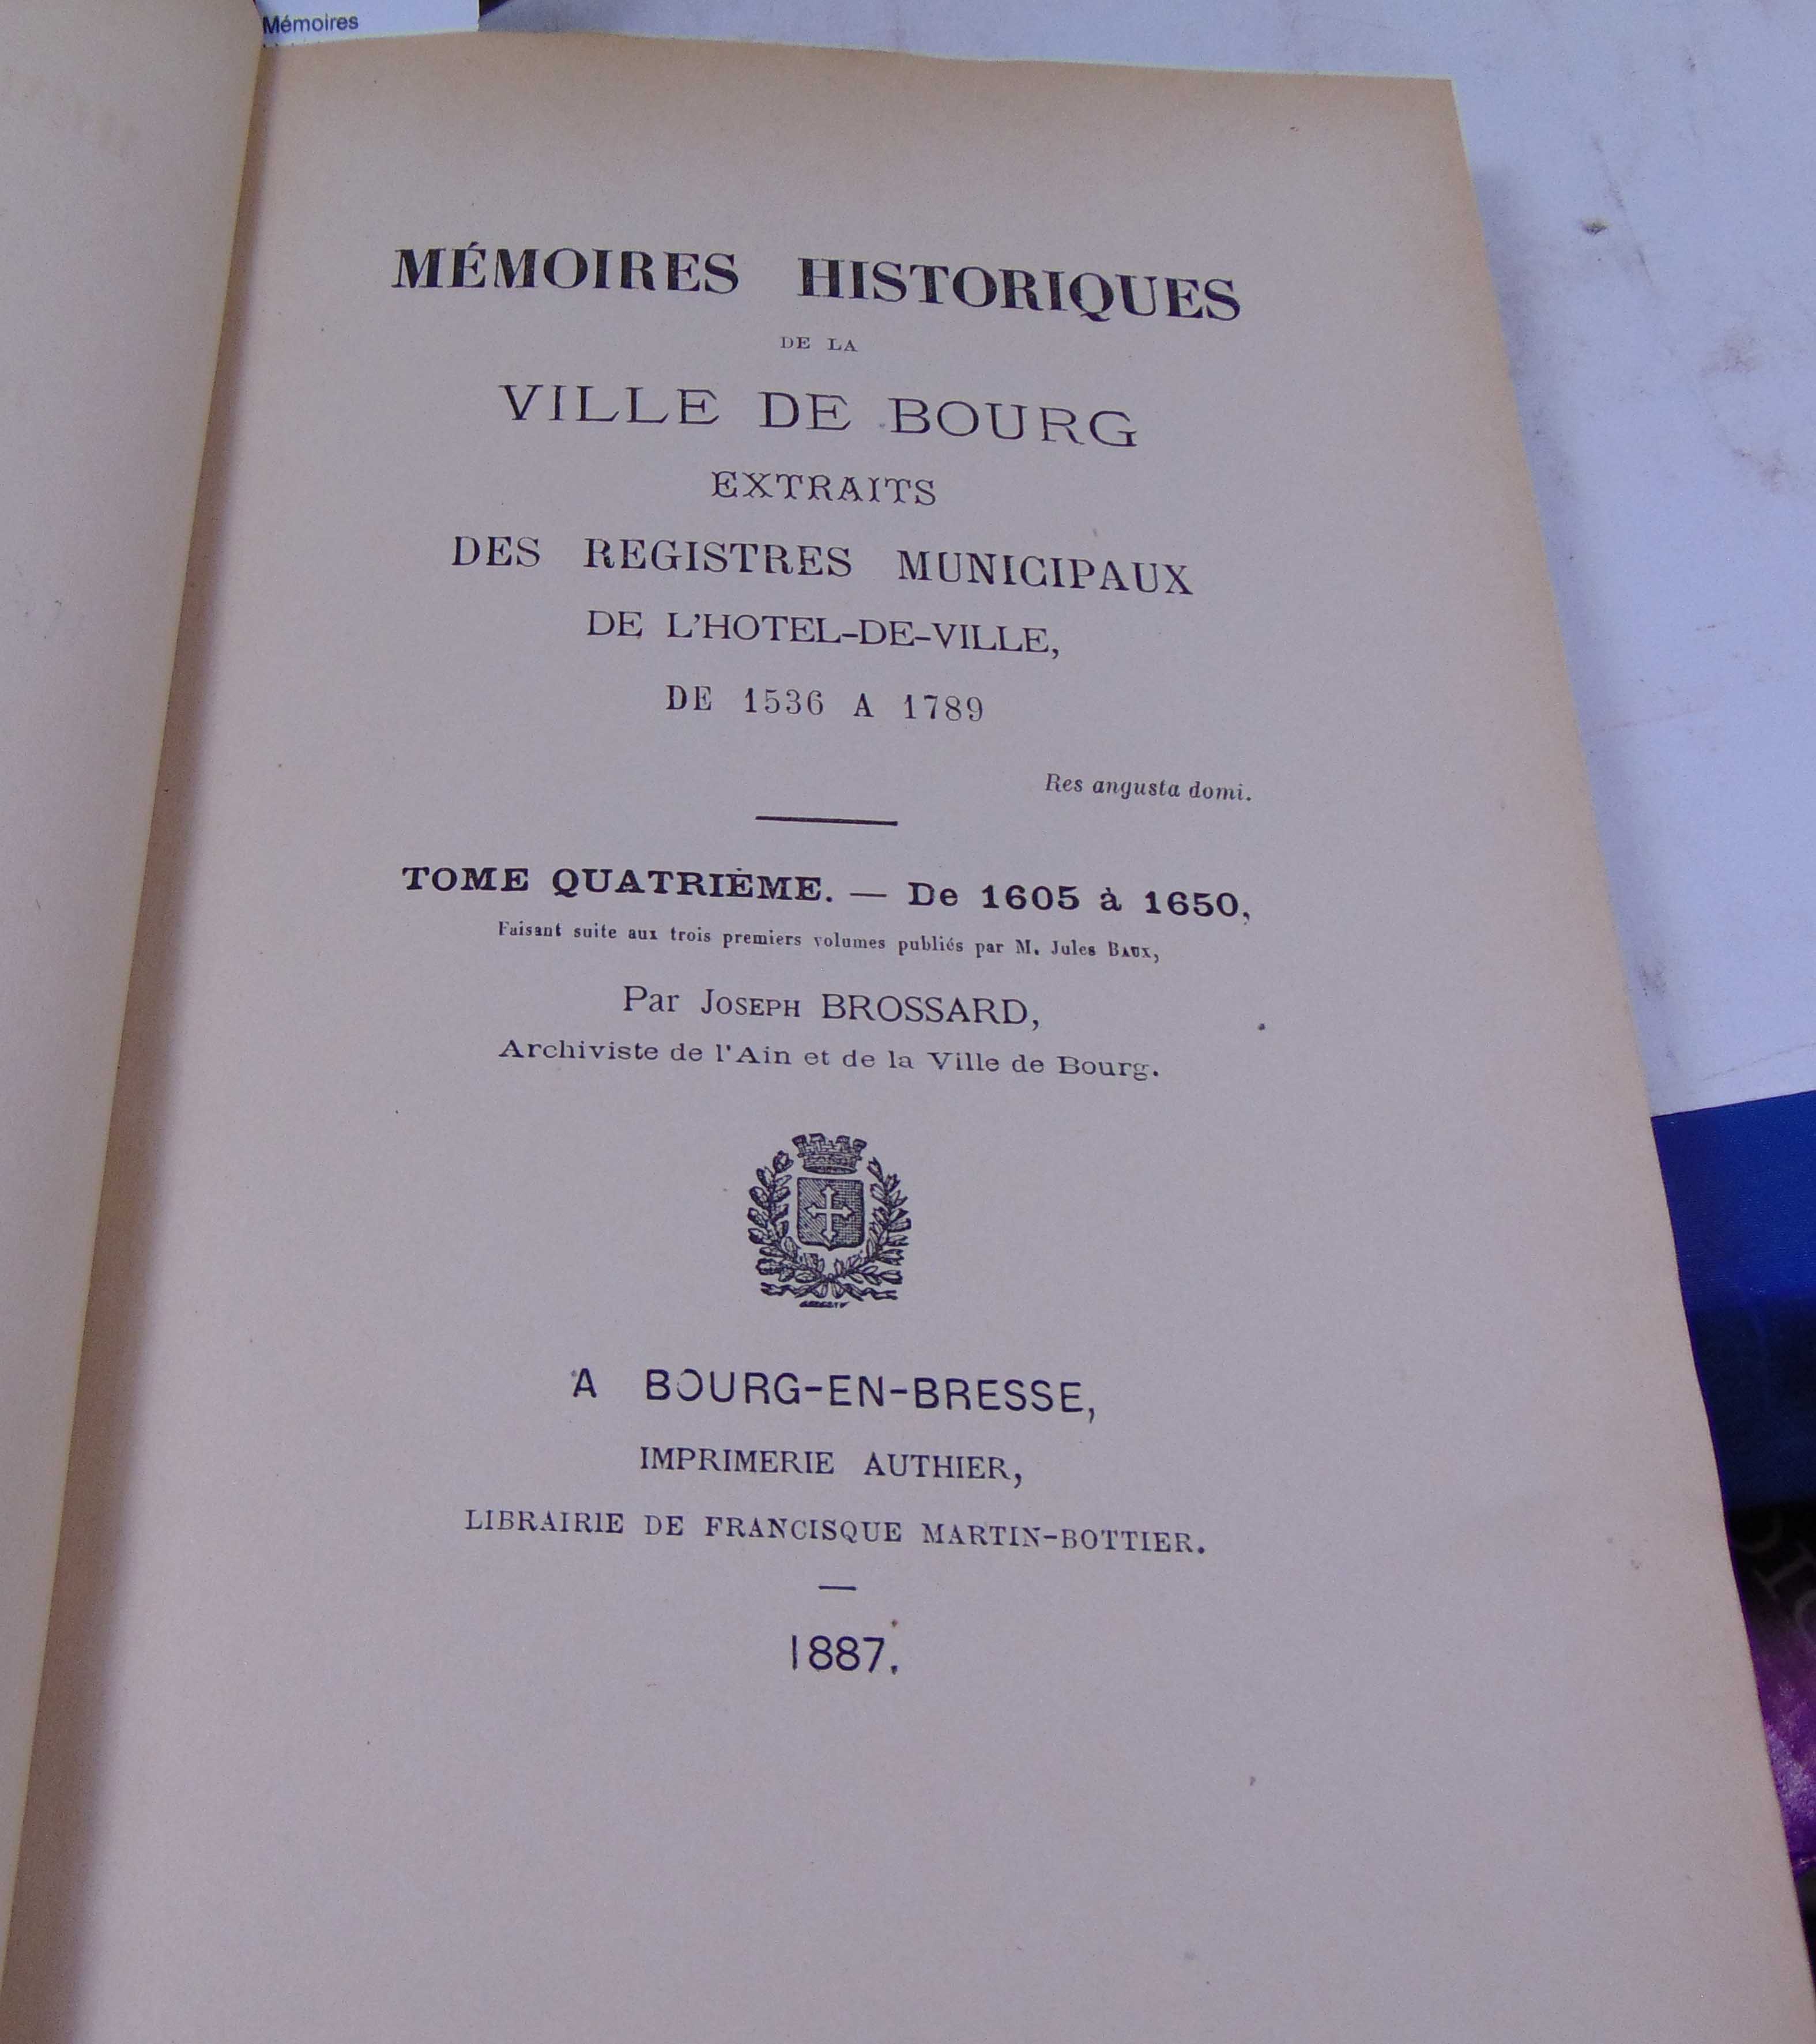 Mémoires
MÉMOIRES HISTORIQUES
DE LA
VILLE DE BOURG
EXTRAITS
DES REGISTRES MUNICIPAUX
DE L'HOTEL-DE-VILLE,
DE 1536 A 1789
Res angusta domi.
TOME QUATRIÈME. — De 1605 à 1650,
Faisant suite aux trois premiers volumes publiés par M. Jules BAUX,
Par JOSEPH BROSSARD,
Archiviste de l'Ain et de la Ville de Bourg.
A BOURG-EN-BRESSE,
IMPRIMERIE AUTHIER,
LIBRAIRIE DE FRANCISQUE MARTIN-BOTTIER.
1887.